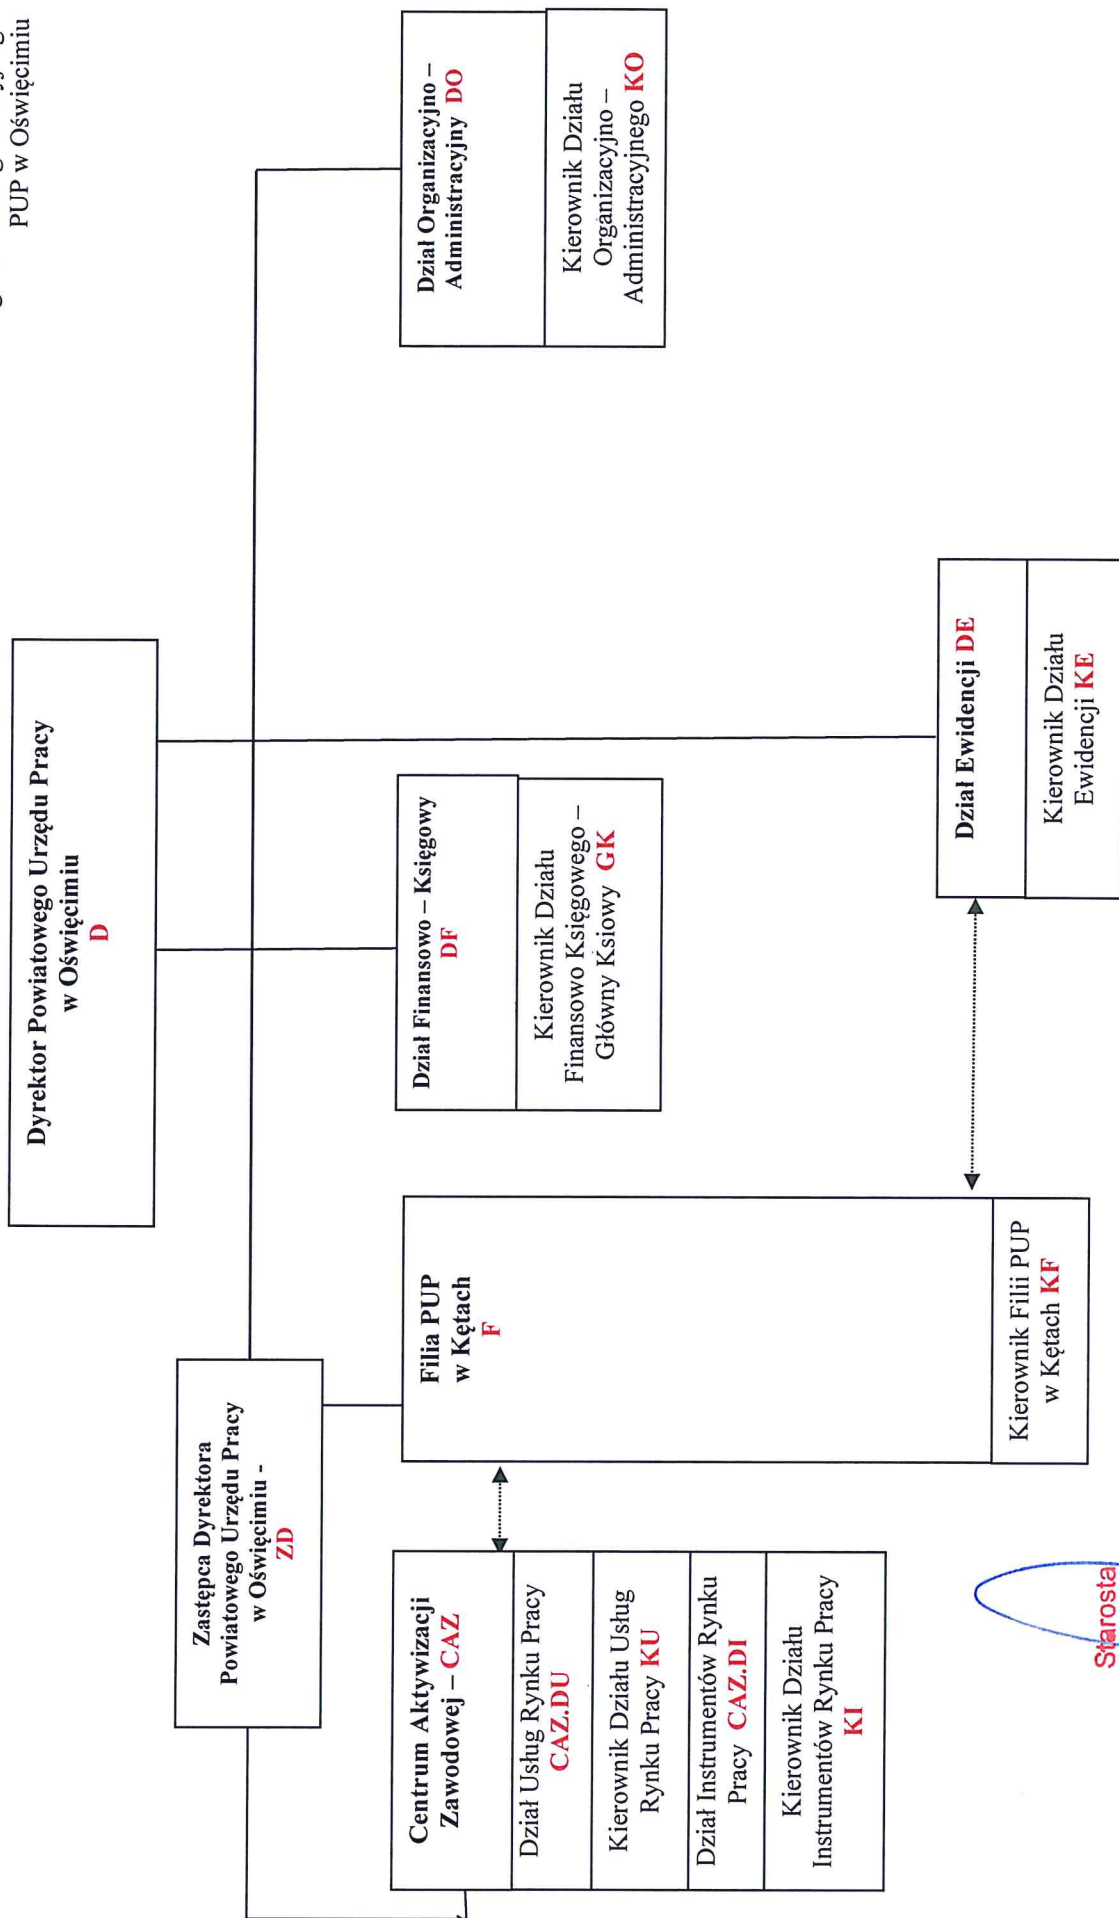 PUP w Oświęcimiu
Dyrektor Powiatowego Urzędu Pracy
w Oświęcimiu
D
Zastępca Dyrektora
Powiatowego Urzędu Pracy
w Oświęcimiu -
ZD
Centrum Aktywizacji
Zawodowej – CAZ
Dział Usług Rynku Pracy
CAZ.DU
Kierownik Działu Usług
Rynku Pracy KU
Dział Instrumentów Rynku
Pracy CAZ.DI
Kierownik Działu
Instrumentów Rynku Pracy
KI
Filia PUP
w Kętach
F
Kierownik Filii PUP
w Kętach KF
Dział Finansowo – Księgowy
DF
Kierownik Działu
Finansowo Księgowego –
Główny Ksiowy GK
Dział Ewidencji DE
Kierownik Działu
Ewidencji KE
Dział Organizacyjno –
Administracyjny DO
Kierownik Działu
Organizacyjno –
Administracyjnego KO
Starosta